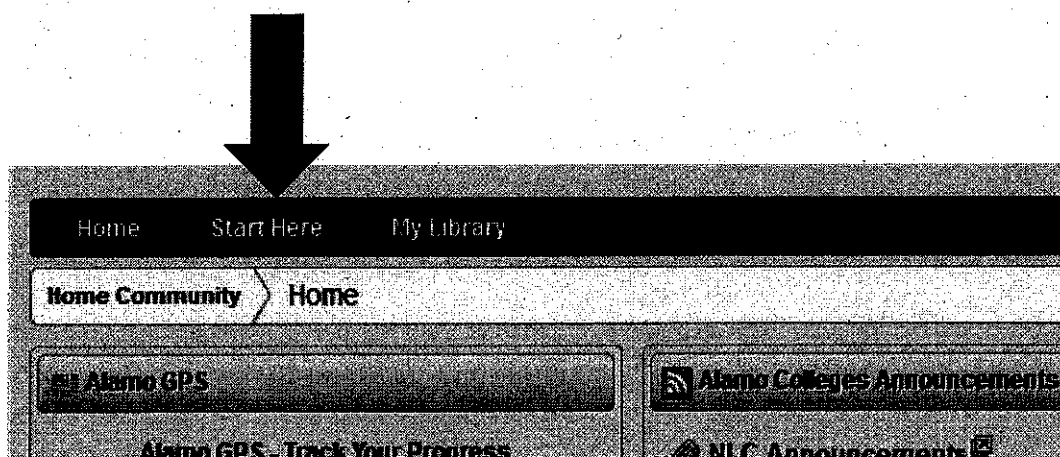 Home Start Here My Library
Home Community Home
Alamo GPS
Alamo Colleges Announcements
Alamo GPS - Track Your Progress
NLC Announcements